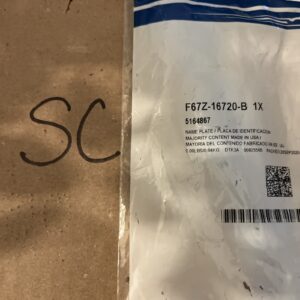 SC
F67Z-16720-B 1X
5164867
NAME PLATE / PLACA DE IDENTIFICACION
MAJORITY CONTENT MADE IN USA /
MAYORIA DEL CONTENIDO FABRICADO EN EE. UU.